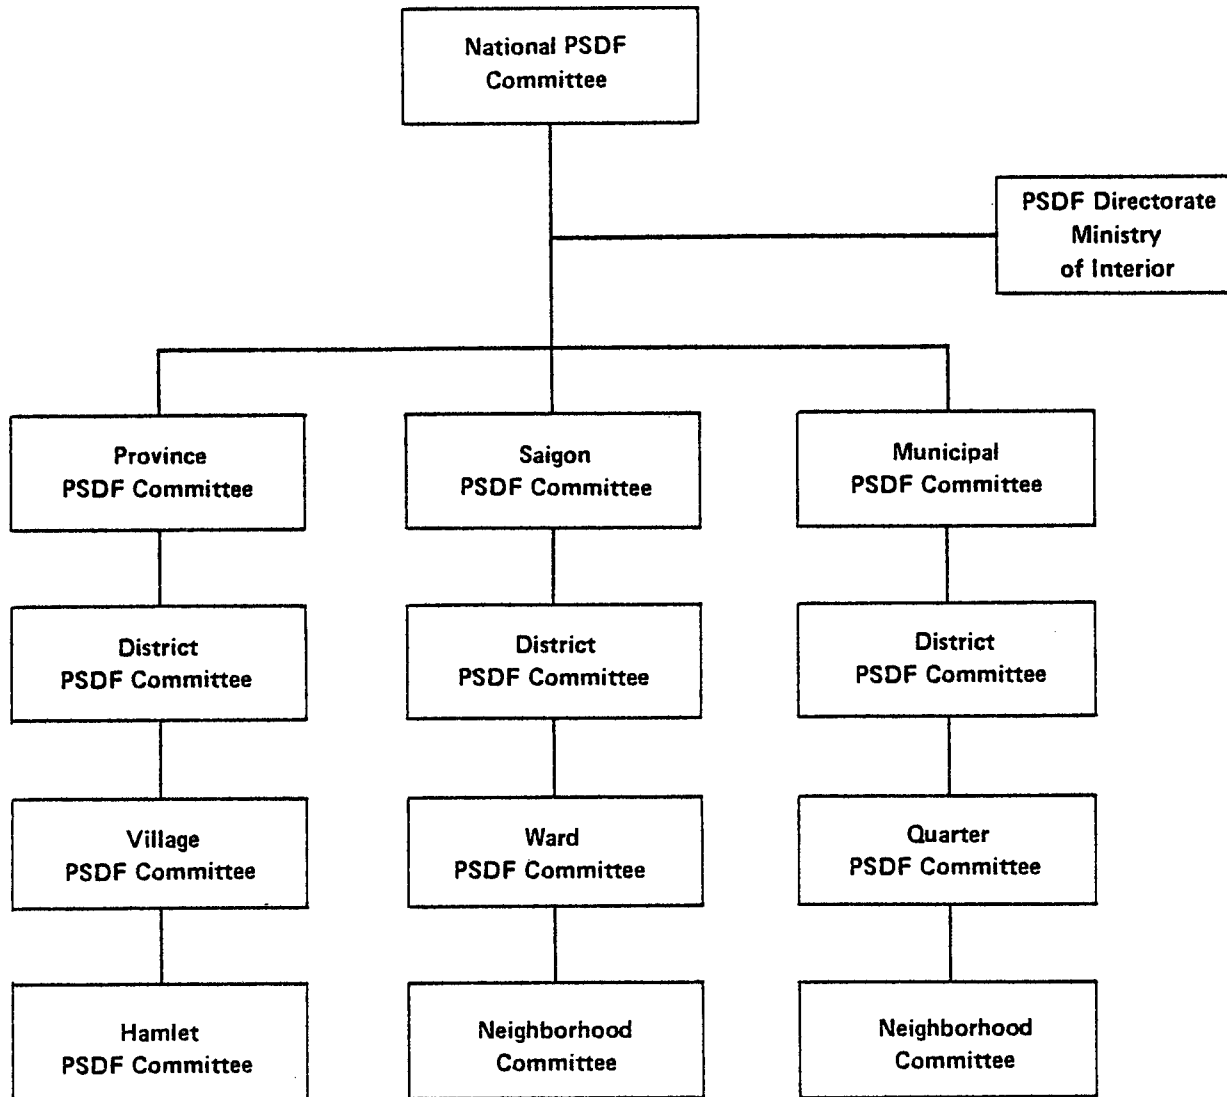 National PSDF
Committee
PSDF Directorate
Ministry
of Interior
Province
PSDF Committee
Saigon
PSDF Committee
Municipal
PSDF Committee
District
PSDF Committee
District
PSDF Committee
District
PSDF Committee
Village
PSDF Committee
Ward
PSDF Committee
Quarter
PSDF Committee
Hamlet
PSDF Committee
Neighborhood
Committee
Neighborhood
Committee